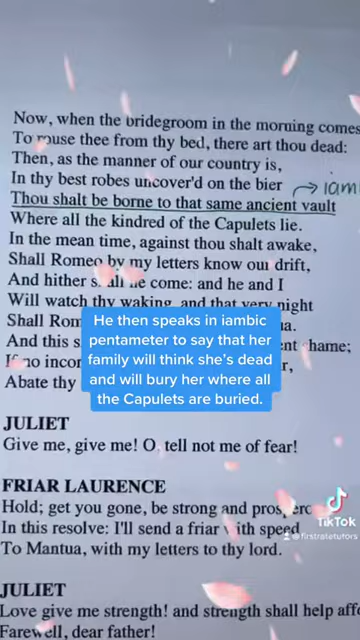 Now, when the bridegroom in the morning comes
To rouse thee from thy bed, there art thou dead:
Then, as the manner of our country is,
In thy best robes uncover'd on the bier
Iam
Thou shalt be borne to that same ancient vault
Where all the kindred of the Capulets lie.
In the mean time, against thou shalt awake,
Shall Romeo by my letters know our drift,
And hither s all he come: and he and I
Will watch thy waking, and that very night
Shall Rom
And this s
hame;
no incor
Abate thy
He then speaks in iambic
pentameter to say that her
family will think she's dead
and will bury her where all
the Capulets are buried.
JULIET
Give me, give me! O, tell not me of fear!
FRIAR LAURENCE
Hold; get you gone, be strong and prosperous
In this resolve: I'll send a friar with speed
To Mantua, with my letters to thy lord.
JULIET
Love give me strength! and strength shall help affo
Farewell, dear father!
TikTok
@firstratetutors